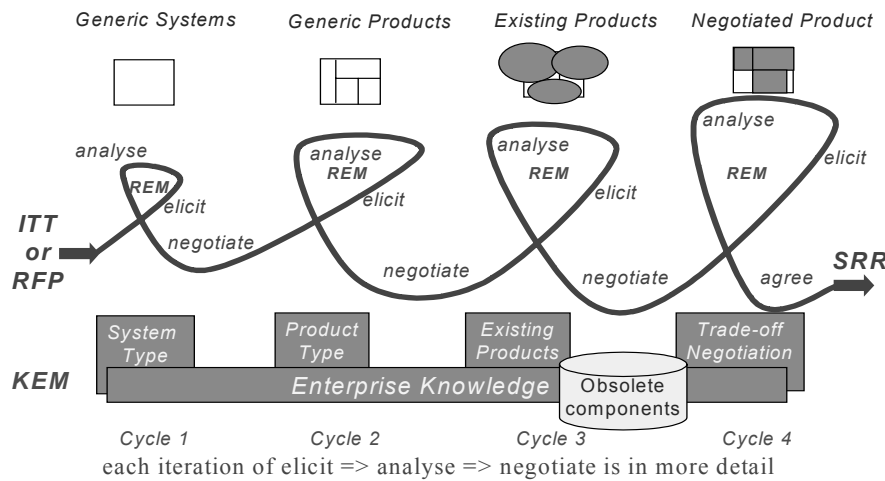 Generic Systems
Generic Products
Existing Products
Negotiated Product
analyse
REM
elicit
negotiate
analyse
REM
elicit
negotiate
analyse
REM
elicit
negotiate
analyse
REM
elicit
agree
ITT
or
RFP
SRR
KEM
System
Type
Product
Type
Existing
Products
Trade-off
Negotiation
Enterprise Knowledge
Obsolete
components
Cycle 1
Cycle 2
Cycle 3
Cycle 4
each iteration of elicit => analyse => negotiate is in more detail